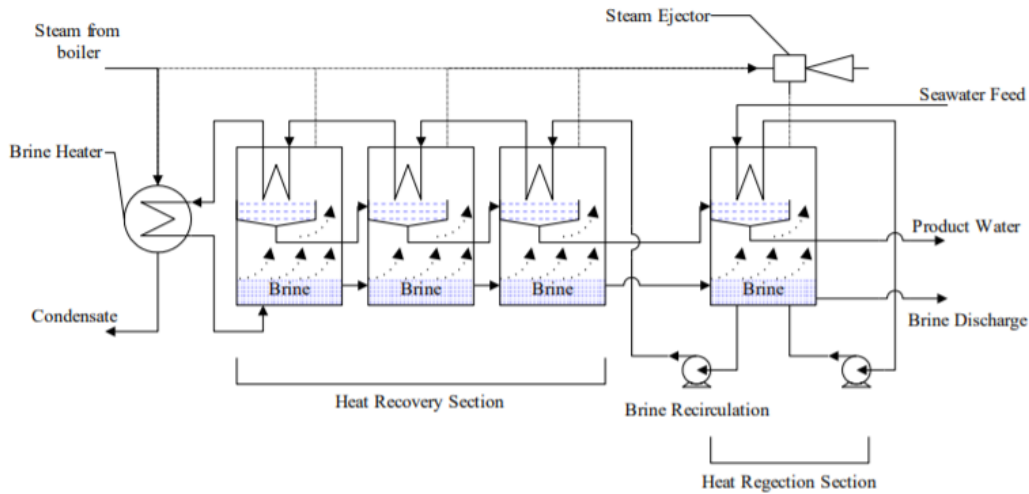 Steam from
boiler
Steam Ejector
Seawater Feed
Brine Heater
Product Water
Brine
Brine
Brine
Brine
Condensate
Brine Discharge
Heat Recovery Section
Brine Recirculation
Heat Regection Section